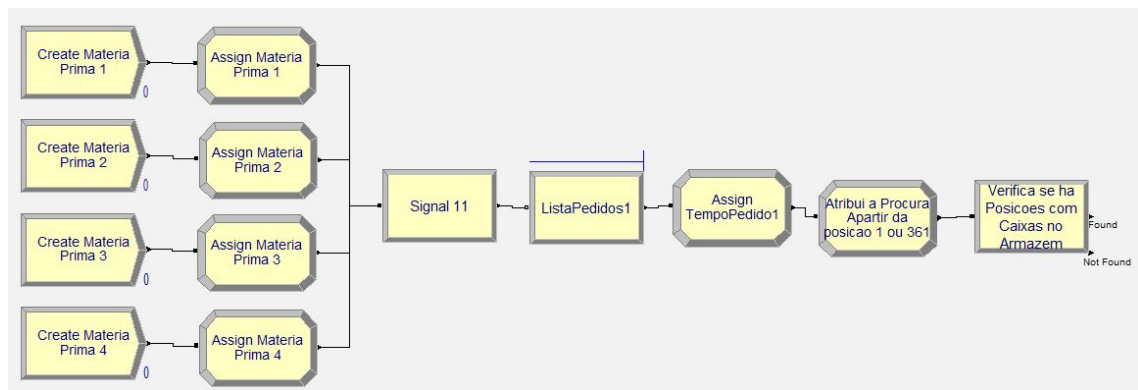 Create Materia
Prima 1
0
Assign Materia
Prima 1
Create Materia
Prima 2
0
Assign Materia
Prima 2
Create Materia
Prima 3
0
Assign Materia
Prima 3
Create Materia
Prima 4
0
Assign Materia
Prima 4
Signal 11
ListaPedidos1
Assign
TempoPedido1
Atribui a Procura
Apartir da
posicao 1 ou 361
Verifica se ha
Posicoes com
Caixas no
Armazem
Found
Not Found